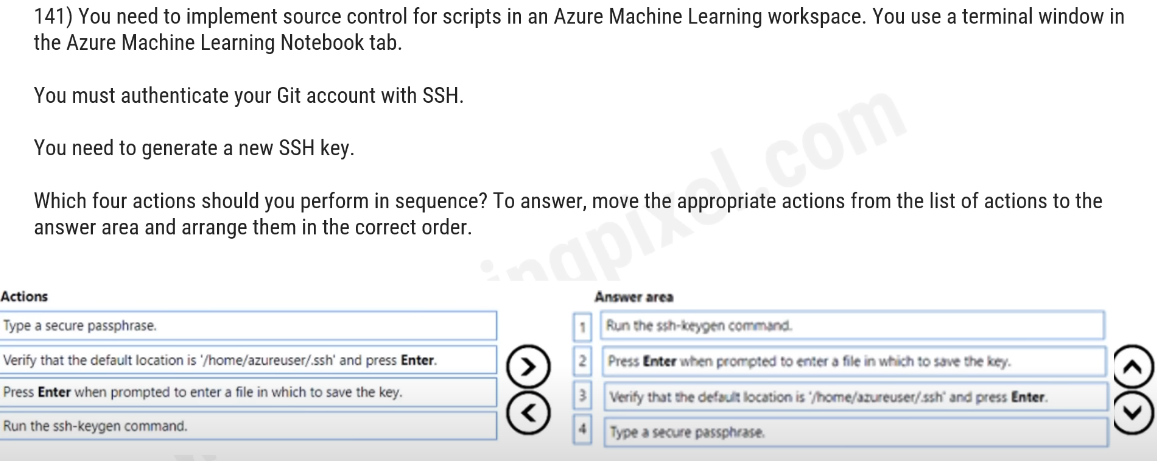 141) You need to implement source control for scripts in an Azure Machine Learning workspace. You use a terminal window in
the Azure Machine Learning Notebook tab.
You must authenticate your Git account with SSH.
You need to generate a new SSH key.
Which four actions should you perform in sequence? To answer, move the appropriate actions from the list of actions to the
answer area and arrange them in the correct order.
Actions
Type a secure passphrase.
Verify that the default location is '/home/azureuser/.ssh' and press Enter.
Press Enter when prompted to enter a file in which to save the key.
Run the ssh-keygen command.
Answer area
1 Run the ssh-keygen command.
2 Press Enter when prompted to enter a file in which to save the key.
3 Verify that the default location is '/home/azureuser/.ssh' and press Enter.
4 Type a secure passphrase.